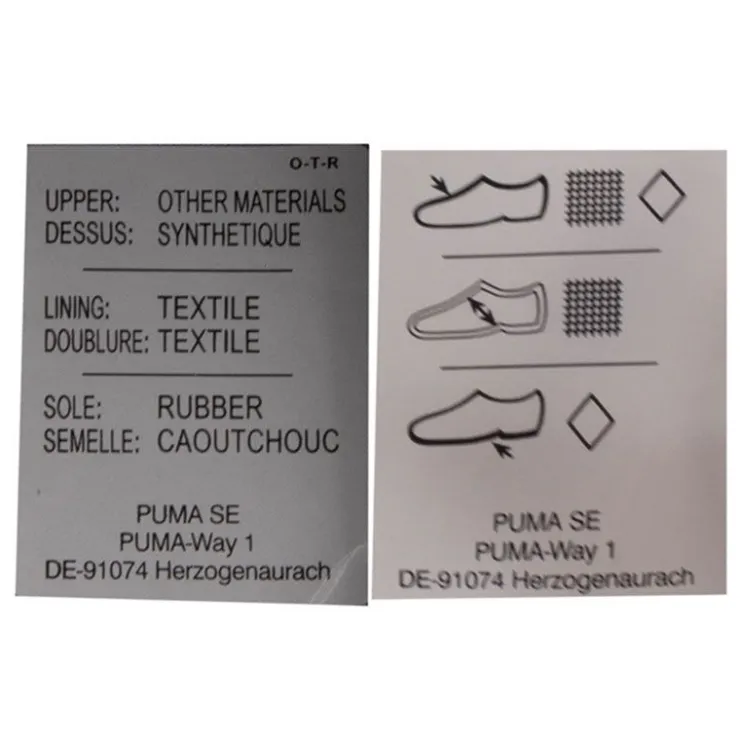 O-T-R
UPPER: OTHER MATERIALS
DESSUS: SYNTHETIQUE
LINING: TEXTILE
DOUBLURE: TEXTILE
SOLE: RUBBER
SEMELLE: CAOUTCHOUC
PUMA SE
PUMA-Way 1
DE-91074 Herzogenaurach
PUMA SE
PUMA-Way 1
DE-91074 Herzogenaurach